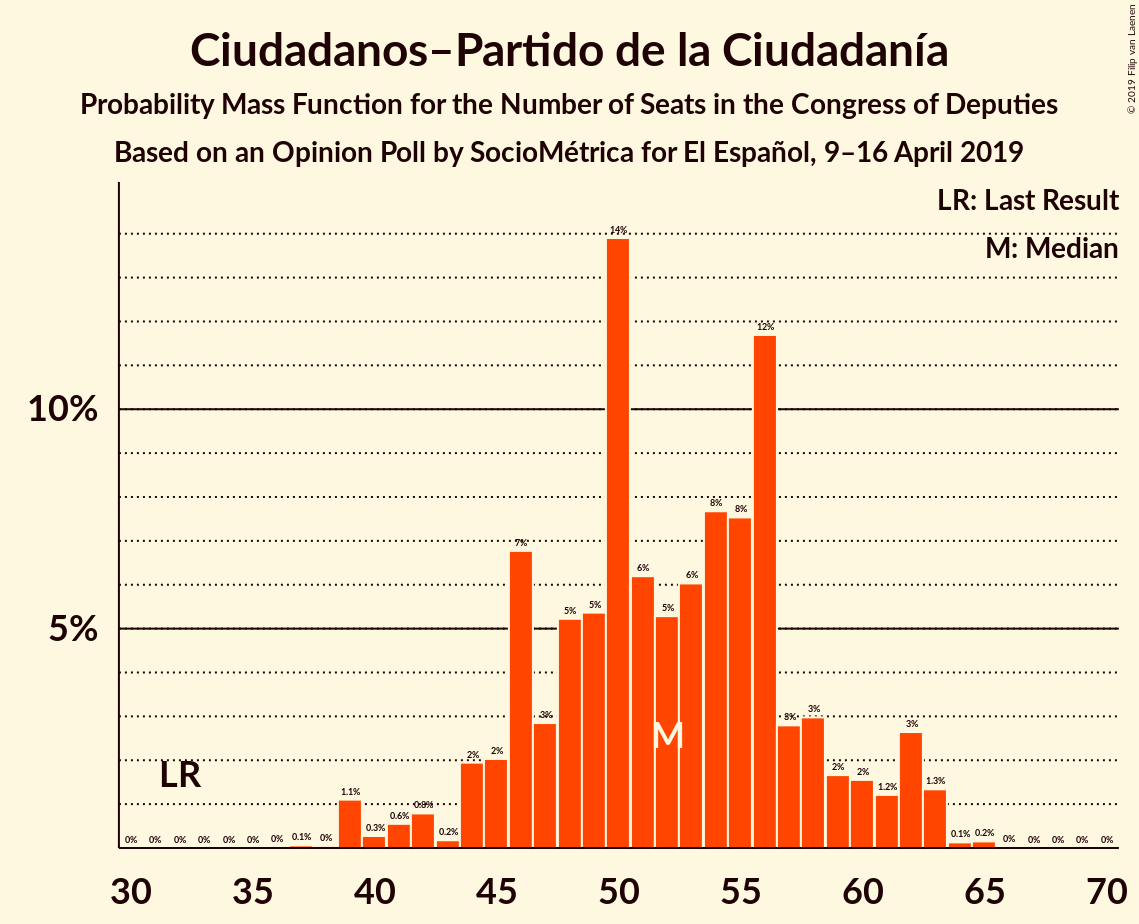 Ciudadanos–Partido de la Ciudadanía
Probability Mass Function for the Number of Seats in the Congress of Deputies
Based on an Opinion Poll by SocioMétrica for El Español, 9–16 April 2019
© 2019 Filip van Laenen
LR: Last Result
M: Median
10%
5%
0% 0% 0% 0% 0% 0% 0% 0.1% 0% 1.1% 0.3% 0.6% 0.8% 0.2% 2% 2% 7% 3% 5% 5% 14% 6% 5% 6% 8% 8% 12% 3% 3% 2% 2% 1.2% 3% 1.3% 0.1% 0.2% 0% 0% 0% 0% 0%
LR
M
30 35 40 45 50 55 60 65 70